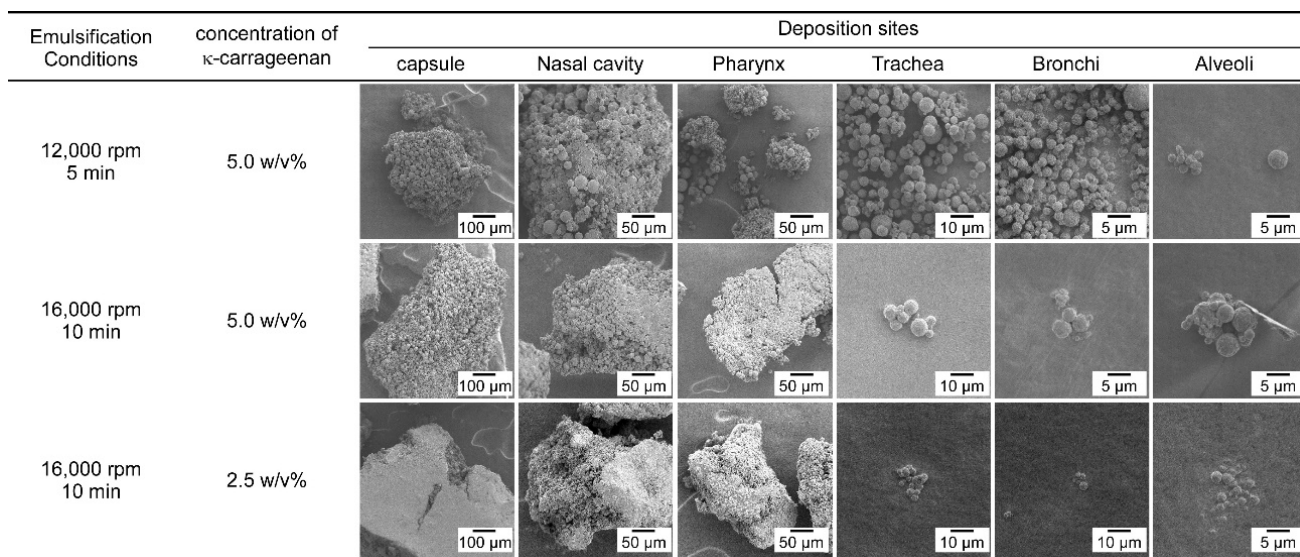 Emulsification Conditions
concentration of κ-carrageenan
Deposition sites
capsule
Nasal cavity
Pharynx
Trachea
Bronchi
Alveoli
12,000 rpm
5 min
5.0 w/v%
100 µm
50 µm
50 µm
10 µm
5 µm
5 µm
16,000 rpm
10 min
5.0 w/v%
100 µm
50 µm
50 µm
10 µm
5 µm
5 µm
16,000 rpm
10 min
2.5 w/v%
100 µm
50 µm
50 µm
10 µm
10 µm
5 µm